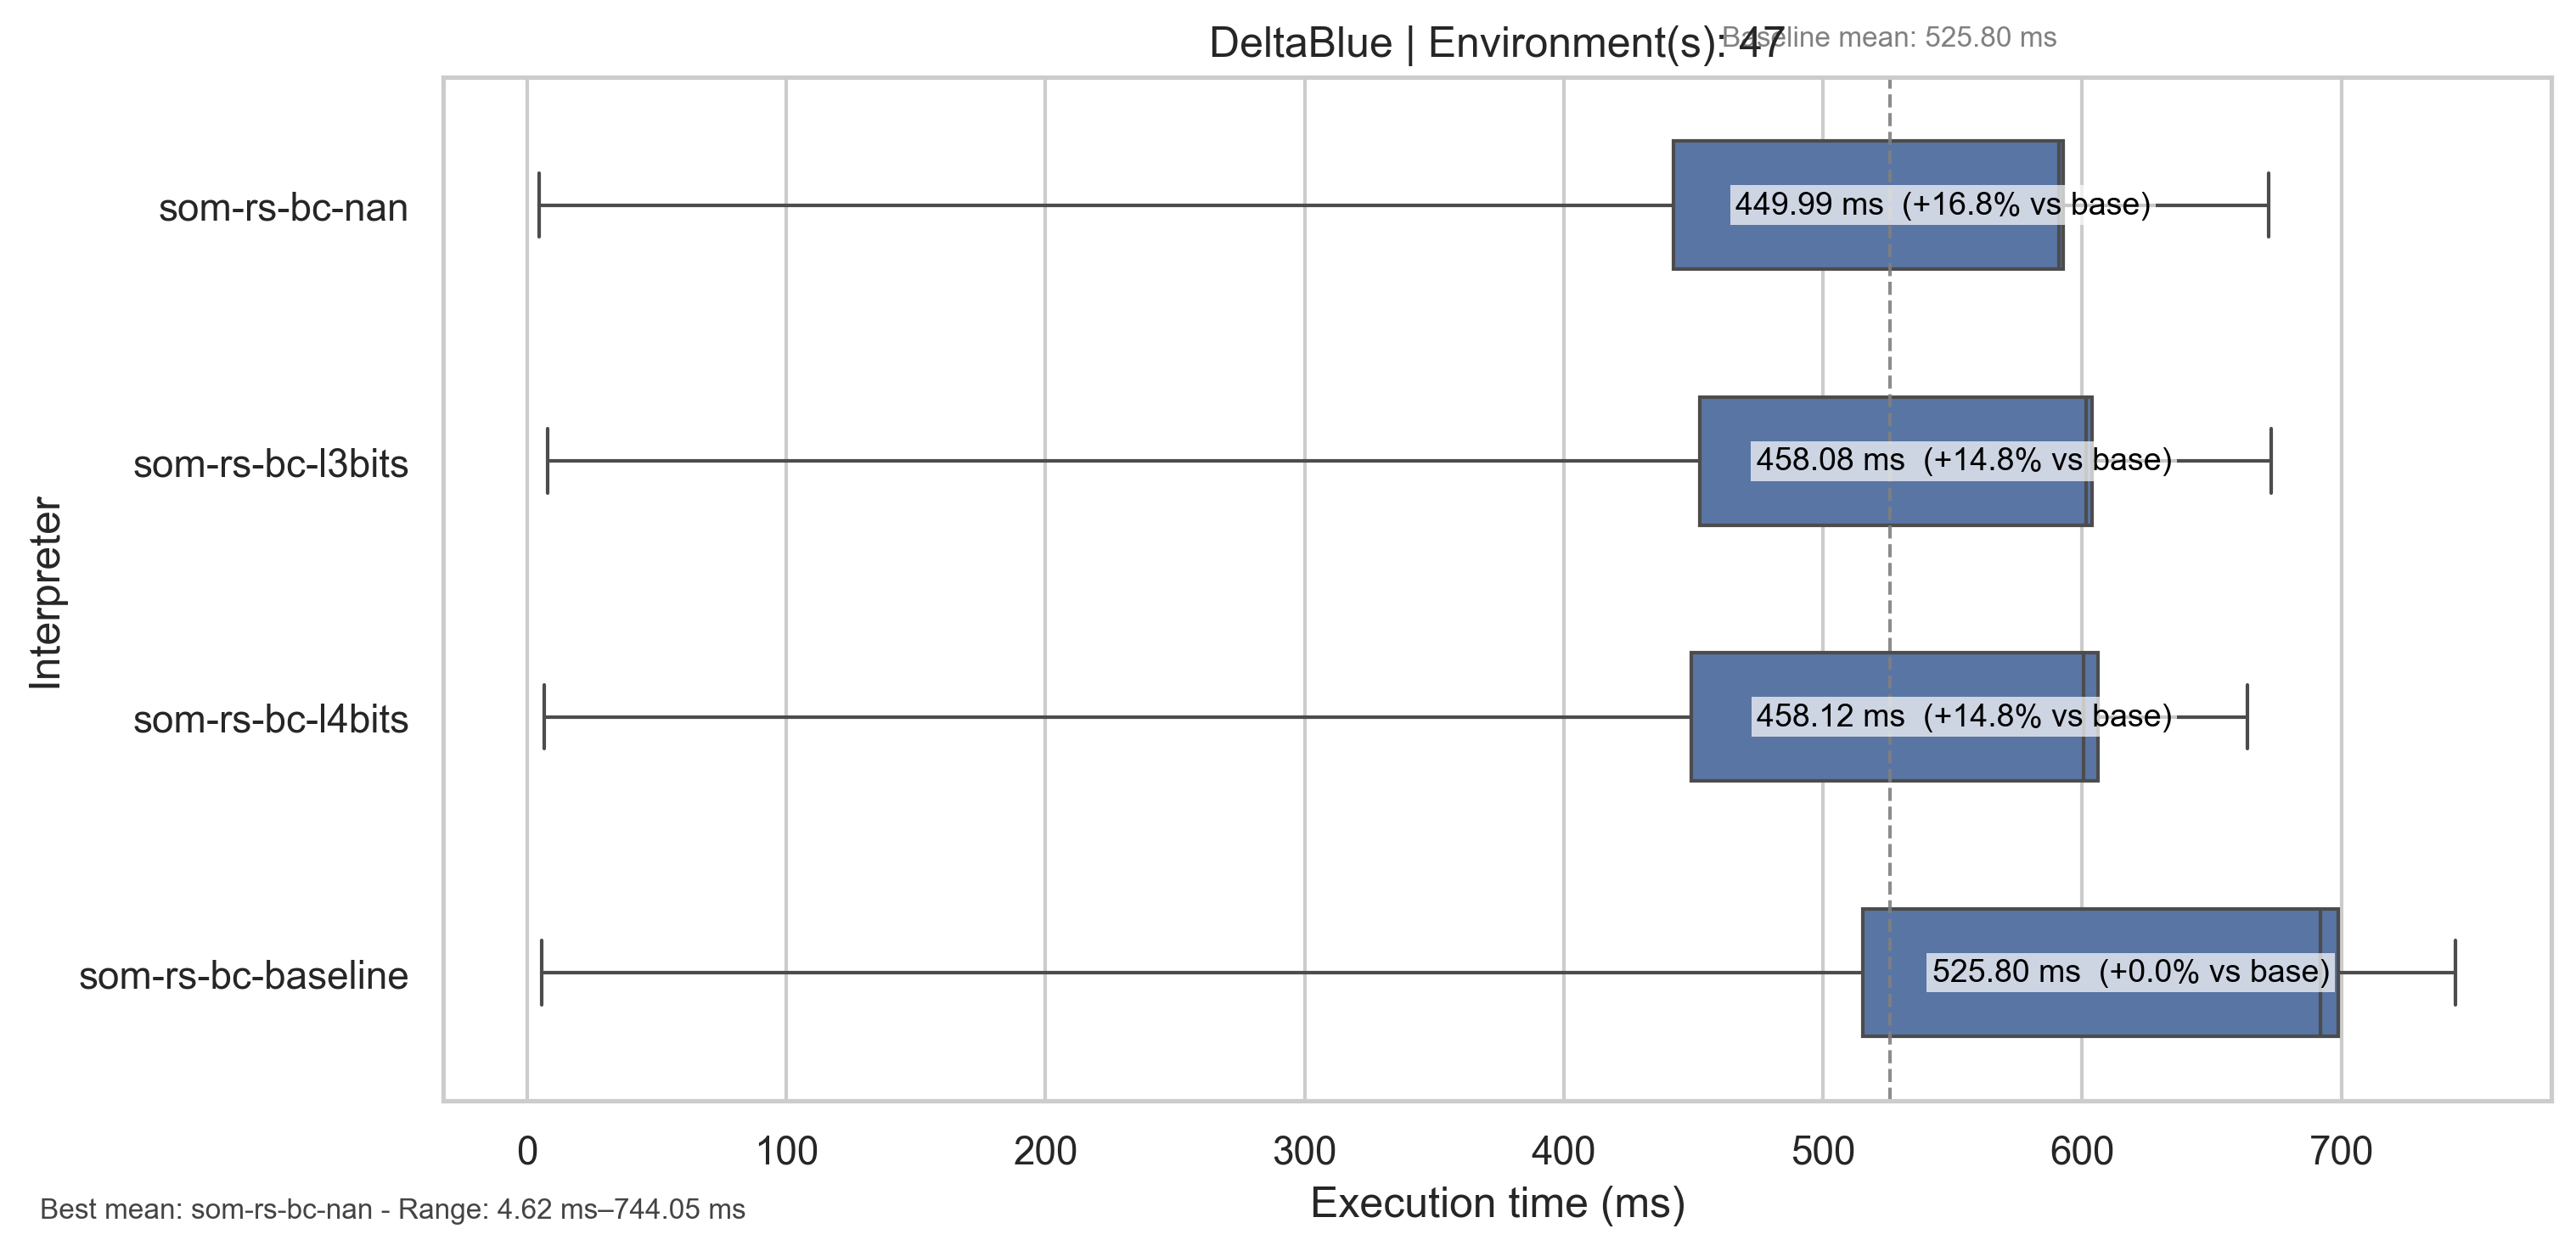 DeltaBlue | Environment(s): 47
Baseline mean: 525.80 ms
Interpreter
som-rs-bc-nan
449.99 ms  (+16.8% vs base)
som-rs-bc-l3bits
458.08 ms  (+14.8% vs base)
som-rs-bc-l4bits
458.12 ms  (+14.8% vs base)
som-rs-bc-baseline
525.80 ms  (+0.0% vs base)
0 100 200 300 400 500 600 700
Execution time (ms)
Best mean: som-rs-bc-nan - Range: 4.62 ms–744.05 ms